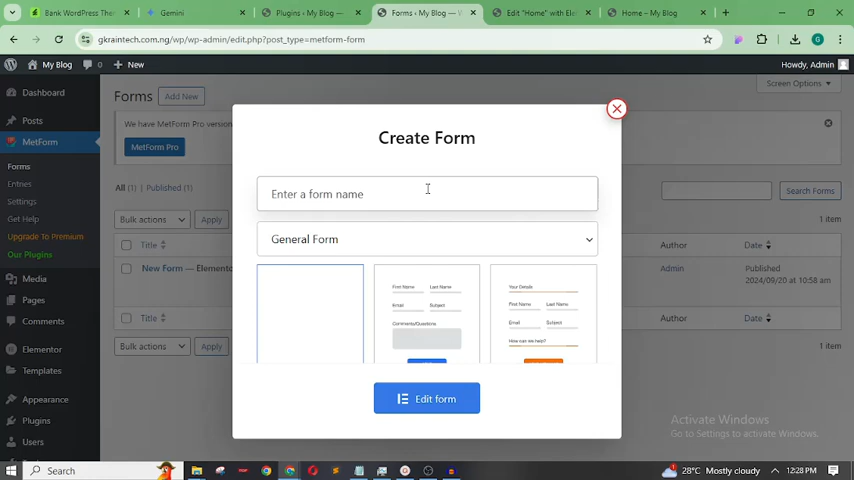 Bank WordPress Them
Gemini
Plugins ‹ My Blog —
Forms ‹ My Blog — W
Edit "Home" with Ele
Home – My Blog
gkraintech.com.ng/wp/wp-admin/edit.php?post_type=metform-form
My Blog
0
New
Howdy, Admin
Screen Options
Dashboard
Posts
MetForm
Forms
Entries
Settings
Get Help
Upgrade To Premium
Our Plugins
Media
Pages
Comments
Elementor
Templates
Appearance
Plugins
Users
Forms
Add New
We have MetForm Pro version
MetForm Pro
All (1) | Published (1)
Search Forms
Bulk actions
Apply
1 item
Title
Author
Date
New Form — Elemento
Admin
Published
2024/09/20 at 10:58 am
Title
Author
Date
Bulk actions
Apply
1 item
Create Form
Enter a form name
General Form
First Name
Last Name
Email
Subject
Comments/Questions
Your Details
First Name
Last Name
Email
Subject
How can we help?
Edit form
Activate Windows
Go to Settings to activate Windows.
Search
28°C Mostly cloudy
12:28 PM